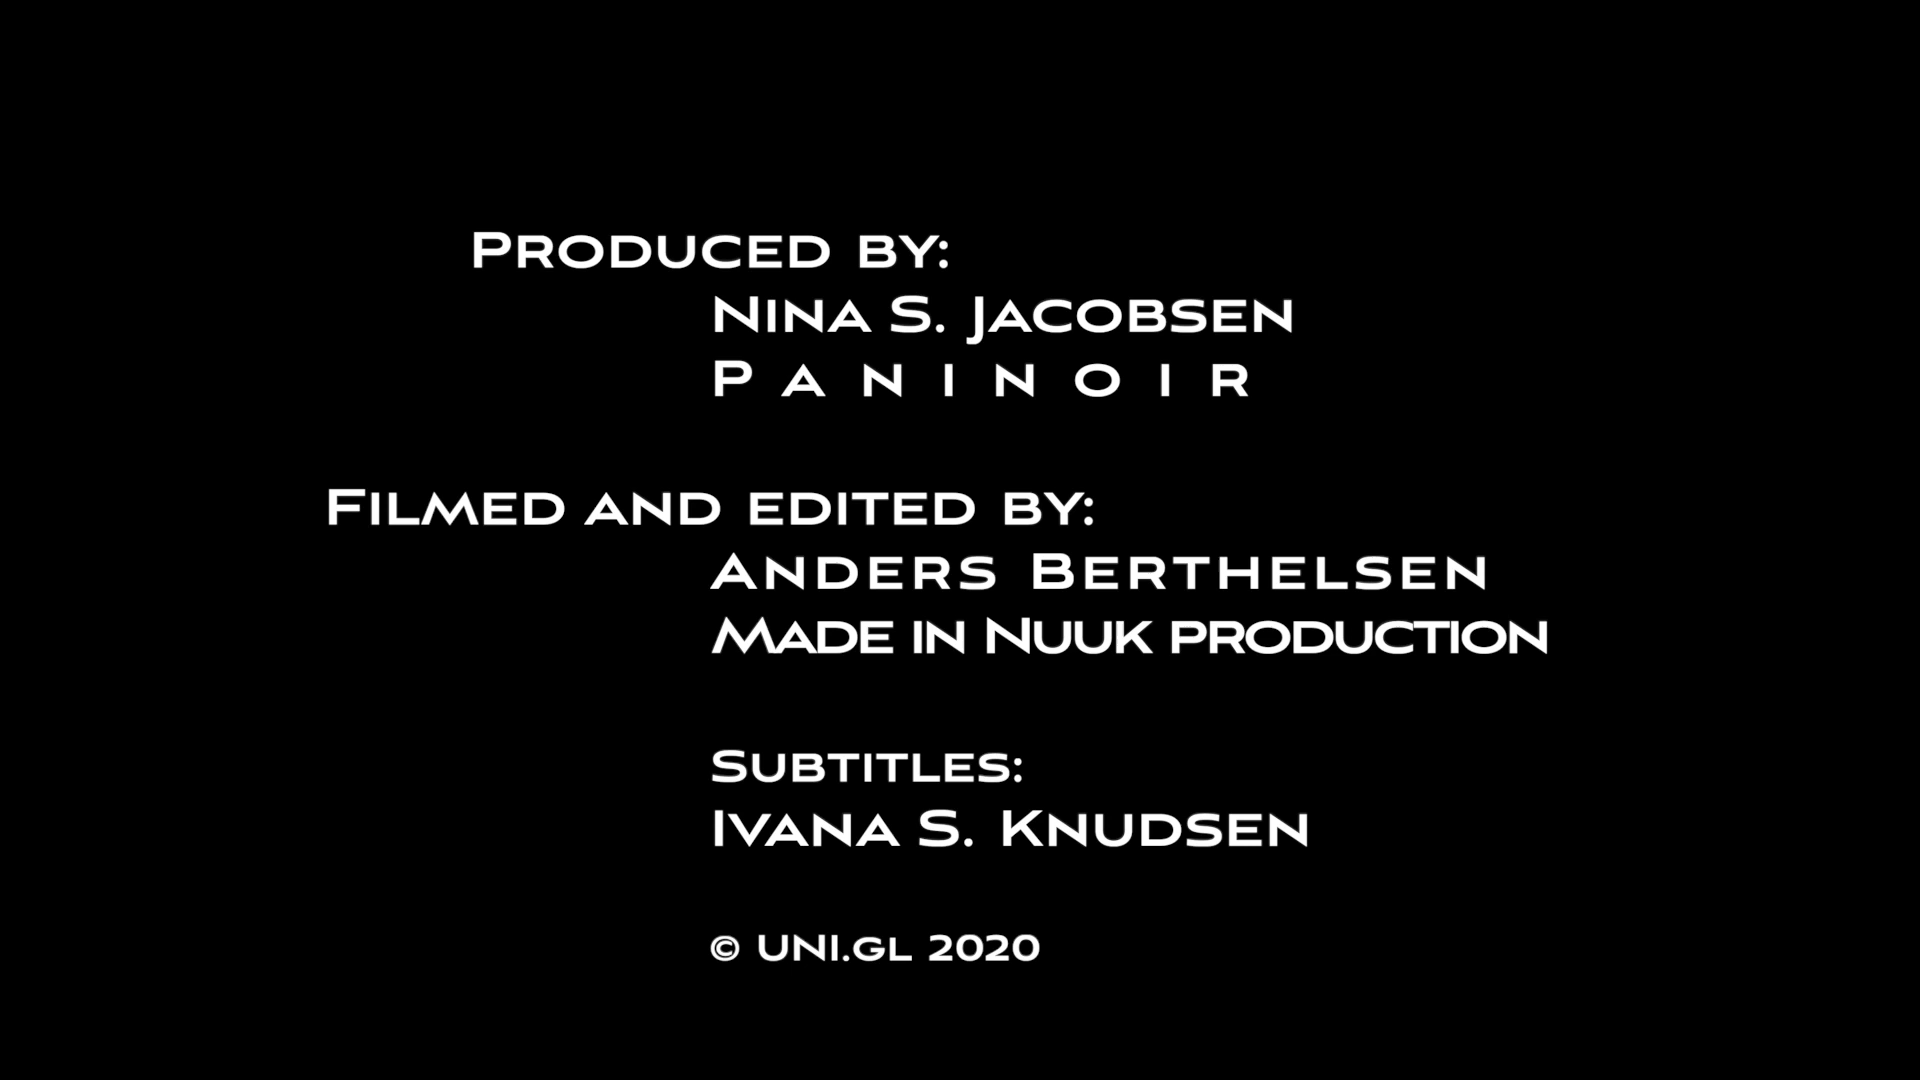 Produced by:
Nina S. Jacobsen
Paninoir
Filmed and edited by:
Anders Berthelsen
Made in Nuuk production
Subtitles:
Ivana S. Knudsen
© UNI.gl 2020